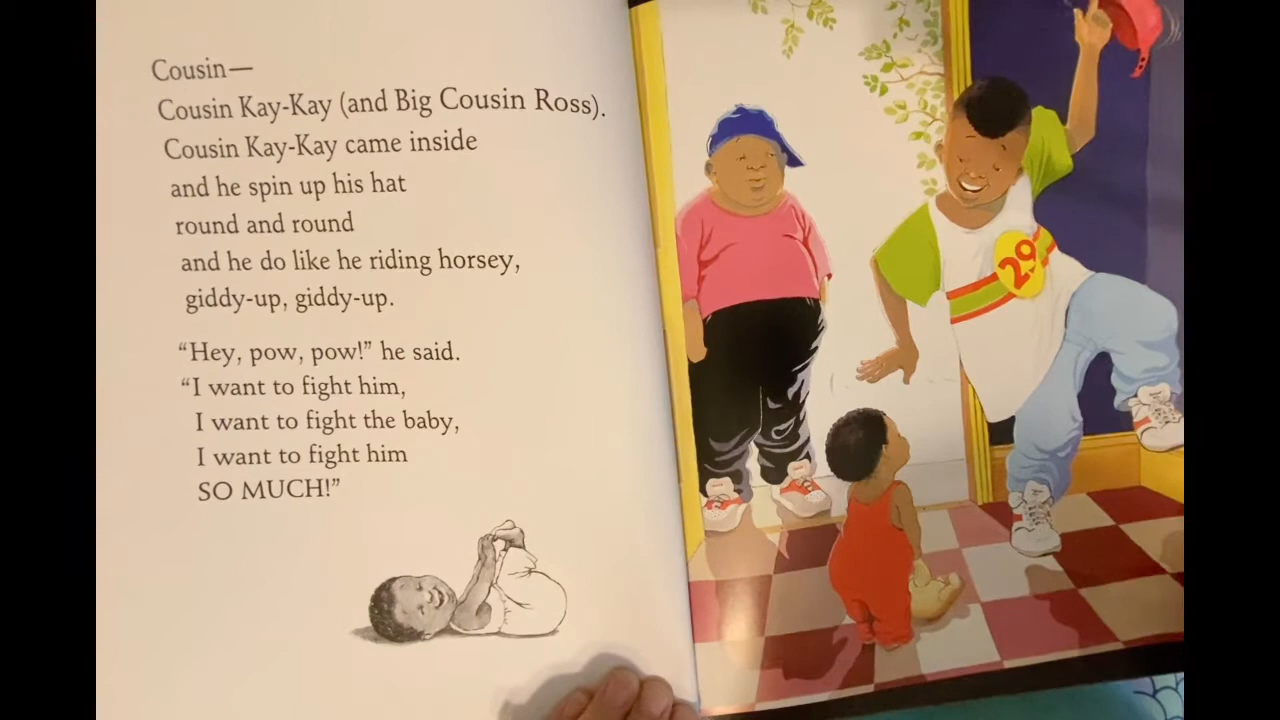 Cousin—
Cousin Kay-Kay (and Big Cousin Ross).
Cousin Kay-Kay came inside
and he spin up his hat
round and round
and he do like he riding horsey,
giddy-up, giddy-up.
“Hey, pow, pow!” he said.
“I want to fight him,
I want to fight the baby,
I want to fight him
SO MUCH!”
29